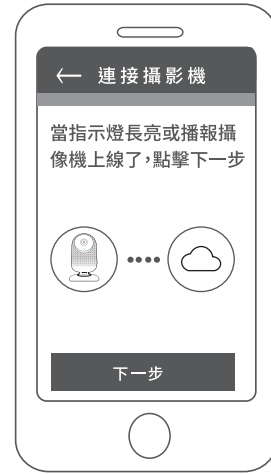 ← 連接攝影機
當指示燈長亮或播報攝
像機上線了，點擊下一步
下一步